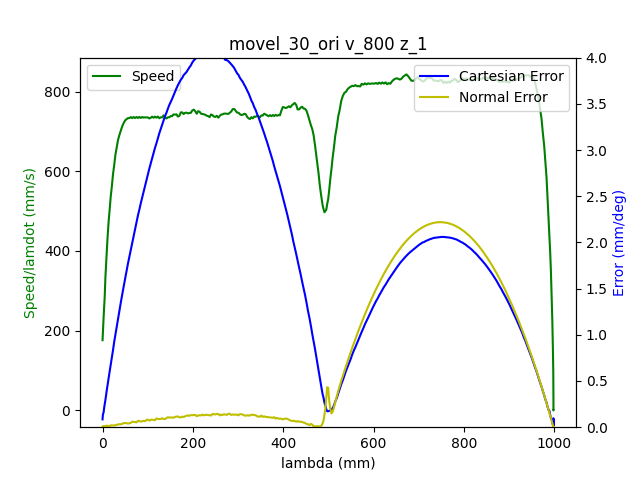 movel_30_ori v_800 z_1
Speed
Cartesian Error
Normal Error
Speed/lamdot (mm/s)
800
600
400
200
0
4.0
3.5
3.0
2.5
2.0
1.5
1.0
0.5
0.0
Error (mm/deg)
0 200 400 600 800 1000
lambda (mm)